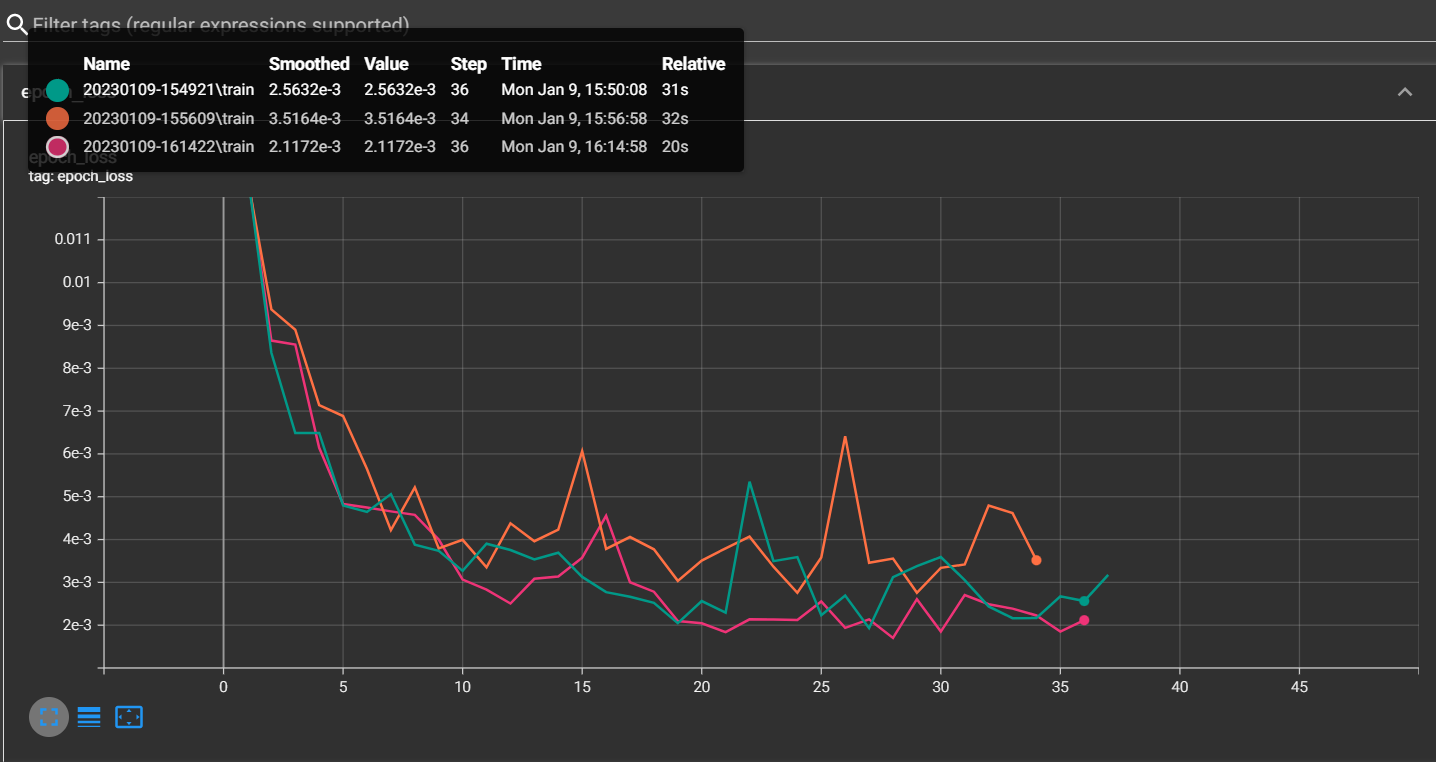 Filter tags (regular expressions supported)
Name Smoothed Value Step Time Relative
20230109-154921\train 2.5632e-3 2.5632e-3 36 Mon Jan 9, 15:50:08 31s
20230109-155609\train 3.5164e-3 3.5164e-3 34 Mon Jan 9, 15:56:58 32s
20230109-161422\train 2.1172e-3 2.1172e-3 36 Mon Jan 9, 16:14:58 20s
epoch_loss
tag: epoch_loss
0.011
0.01
9e-3
8e-3
7e-3
6e-3
5e-3
4e-3
3e-3
2e-3
0 5 10 15 20 25 30 35 40 45